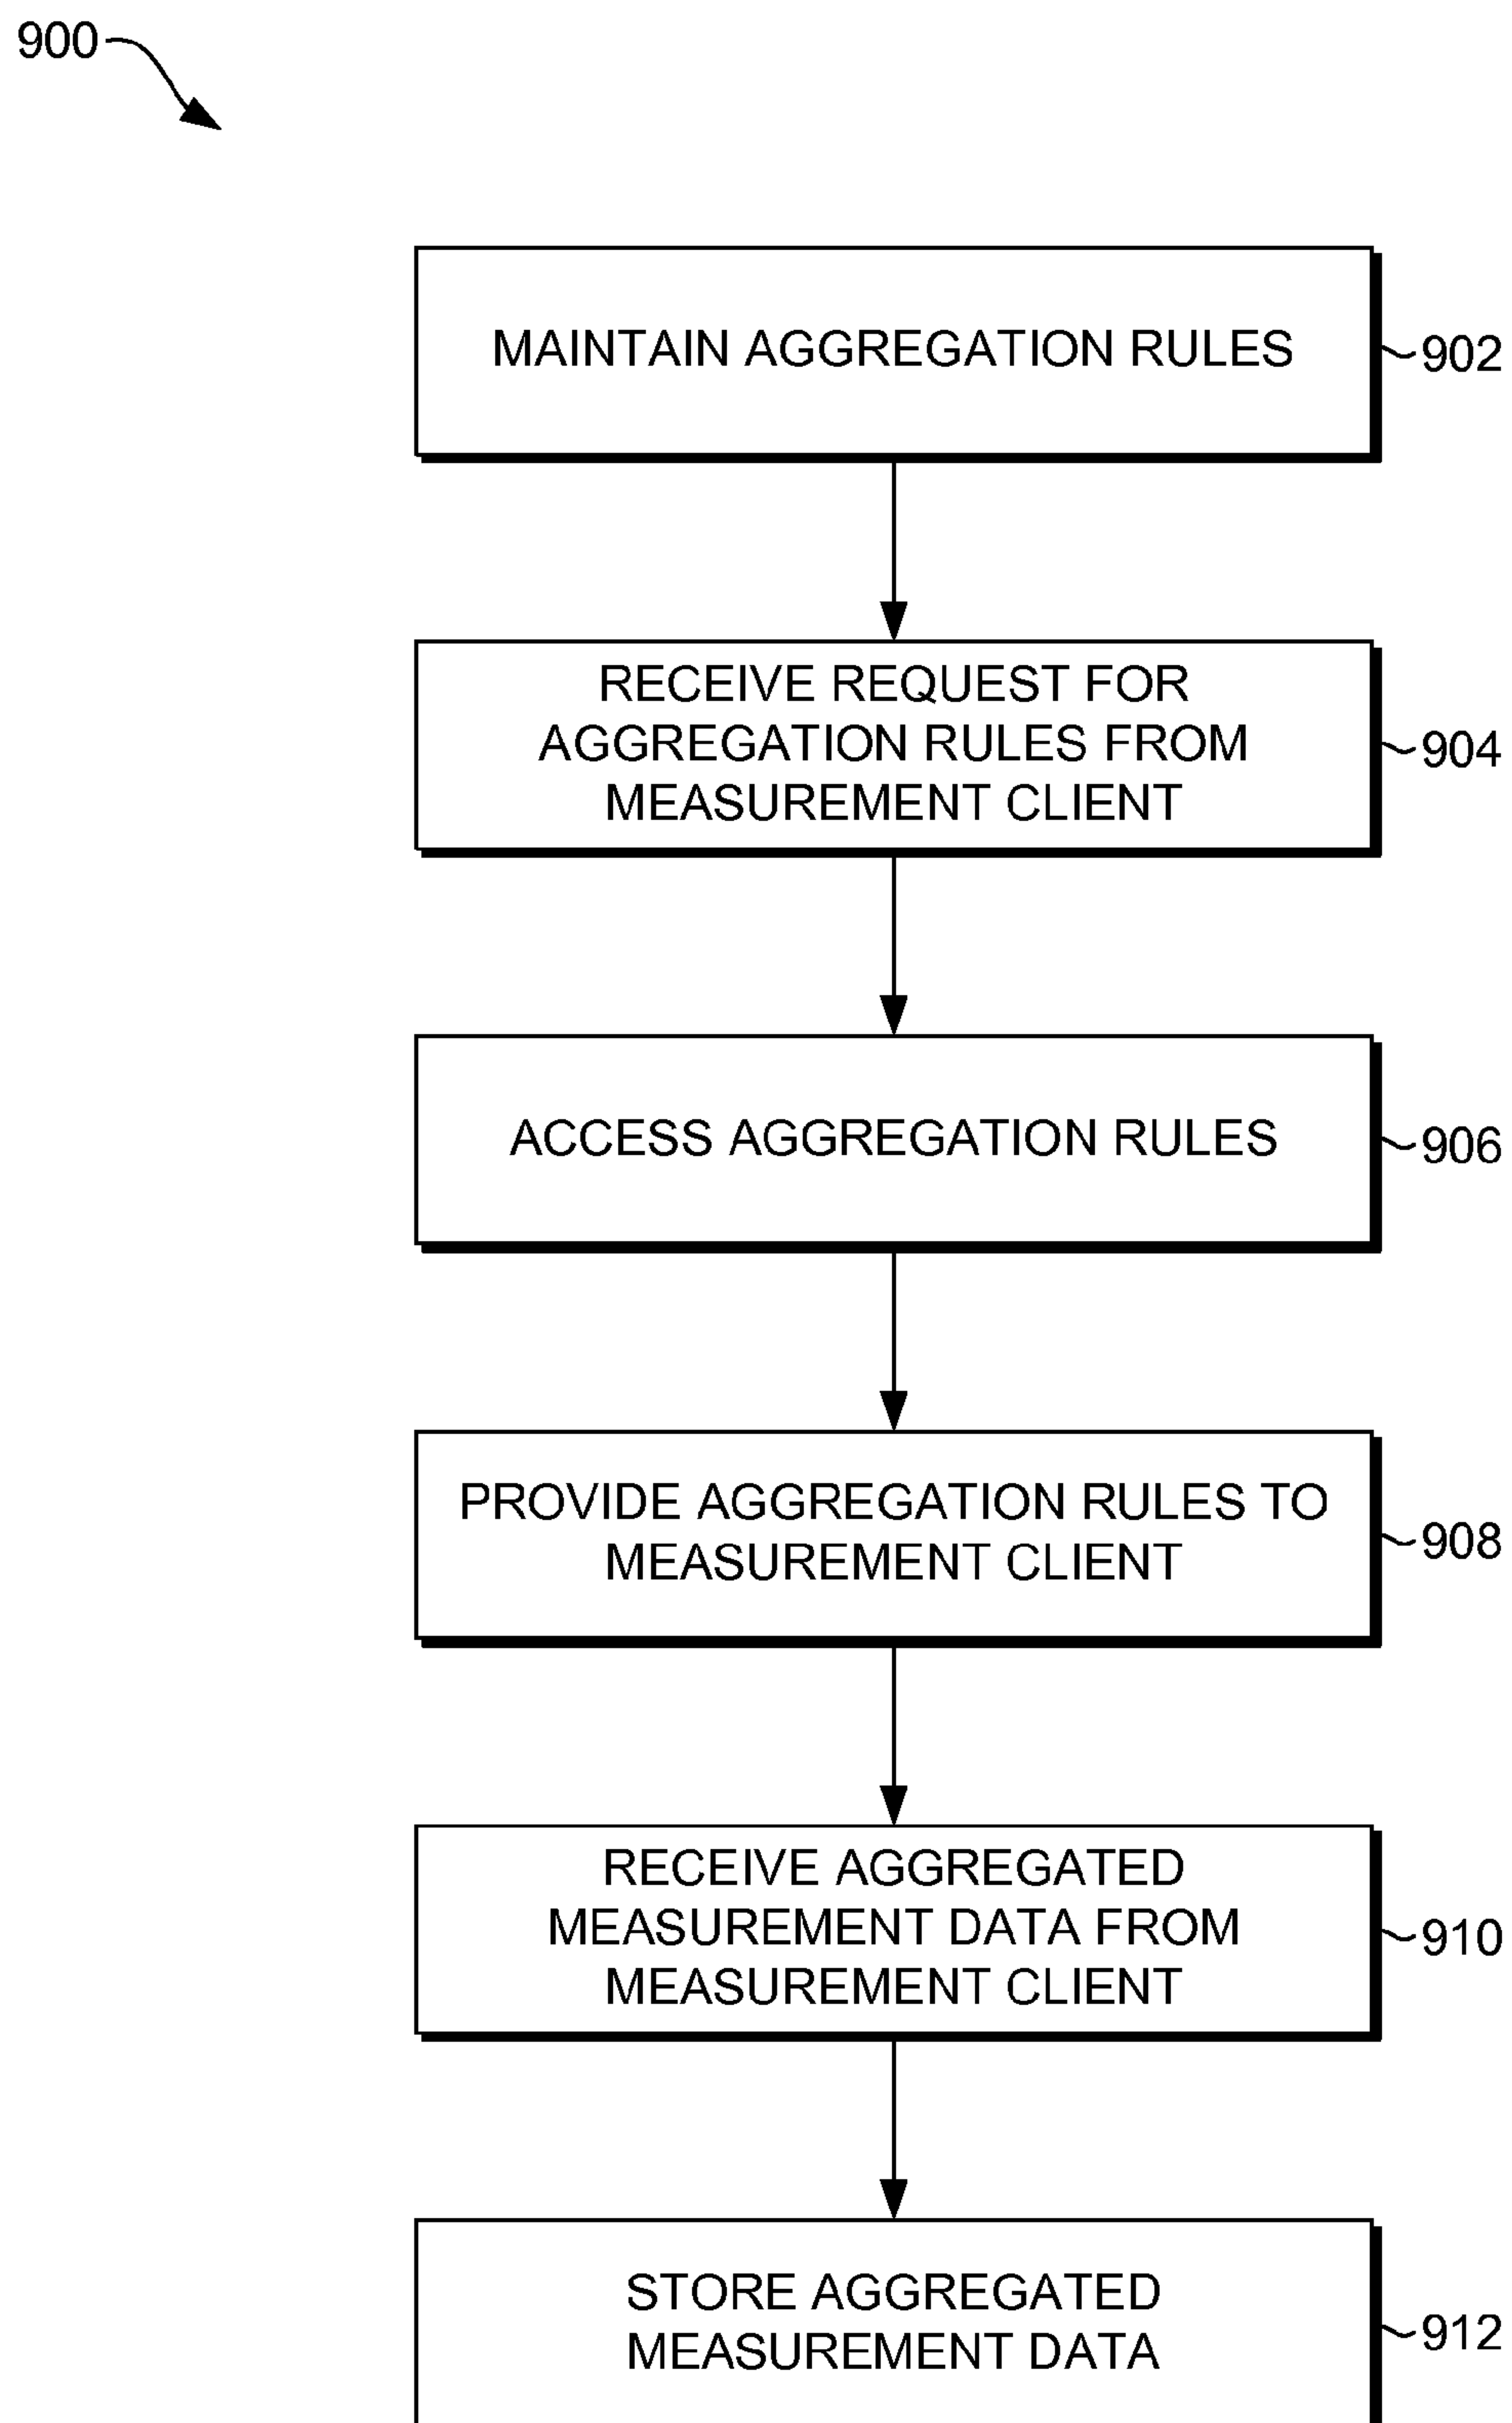 900
MAINTAIN AGGREGATION RULES
902
RECEIVE REQUEST FOR
AGGREGATION RULES FROM
MEASUREMENT CLIENT
904
ACCESS AGGREGATION RULES
906
PROVIDE AGGREGATION RULES TO
MEASUREMENT CLIENT
908
RECEIVE AGGREGATED
MEASUREMENT DATA FROM
MEASUREMENT CLIENT
910
STORE AGGREGATED
MEASUREMENT DATA
912